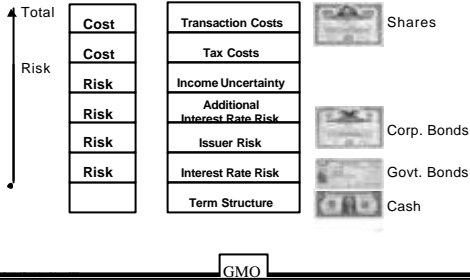 Total
Risk
Cost
Cost
Risk
Risk
Risk
Risk
Transaction Costs
Tax Costs
Income Uncertainty
Additional
Interest Rate Risk
Issuer Risk
Interest Rate Risk
Term Structure
Shares
Corp. Bonds
Govt. Bonds
Cash
GMO